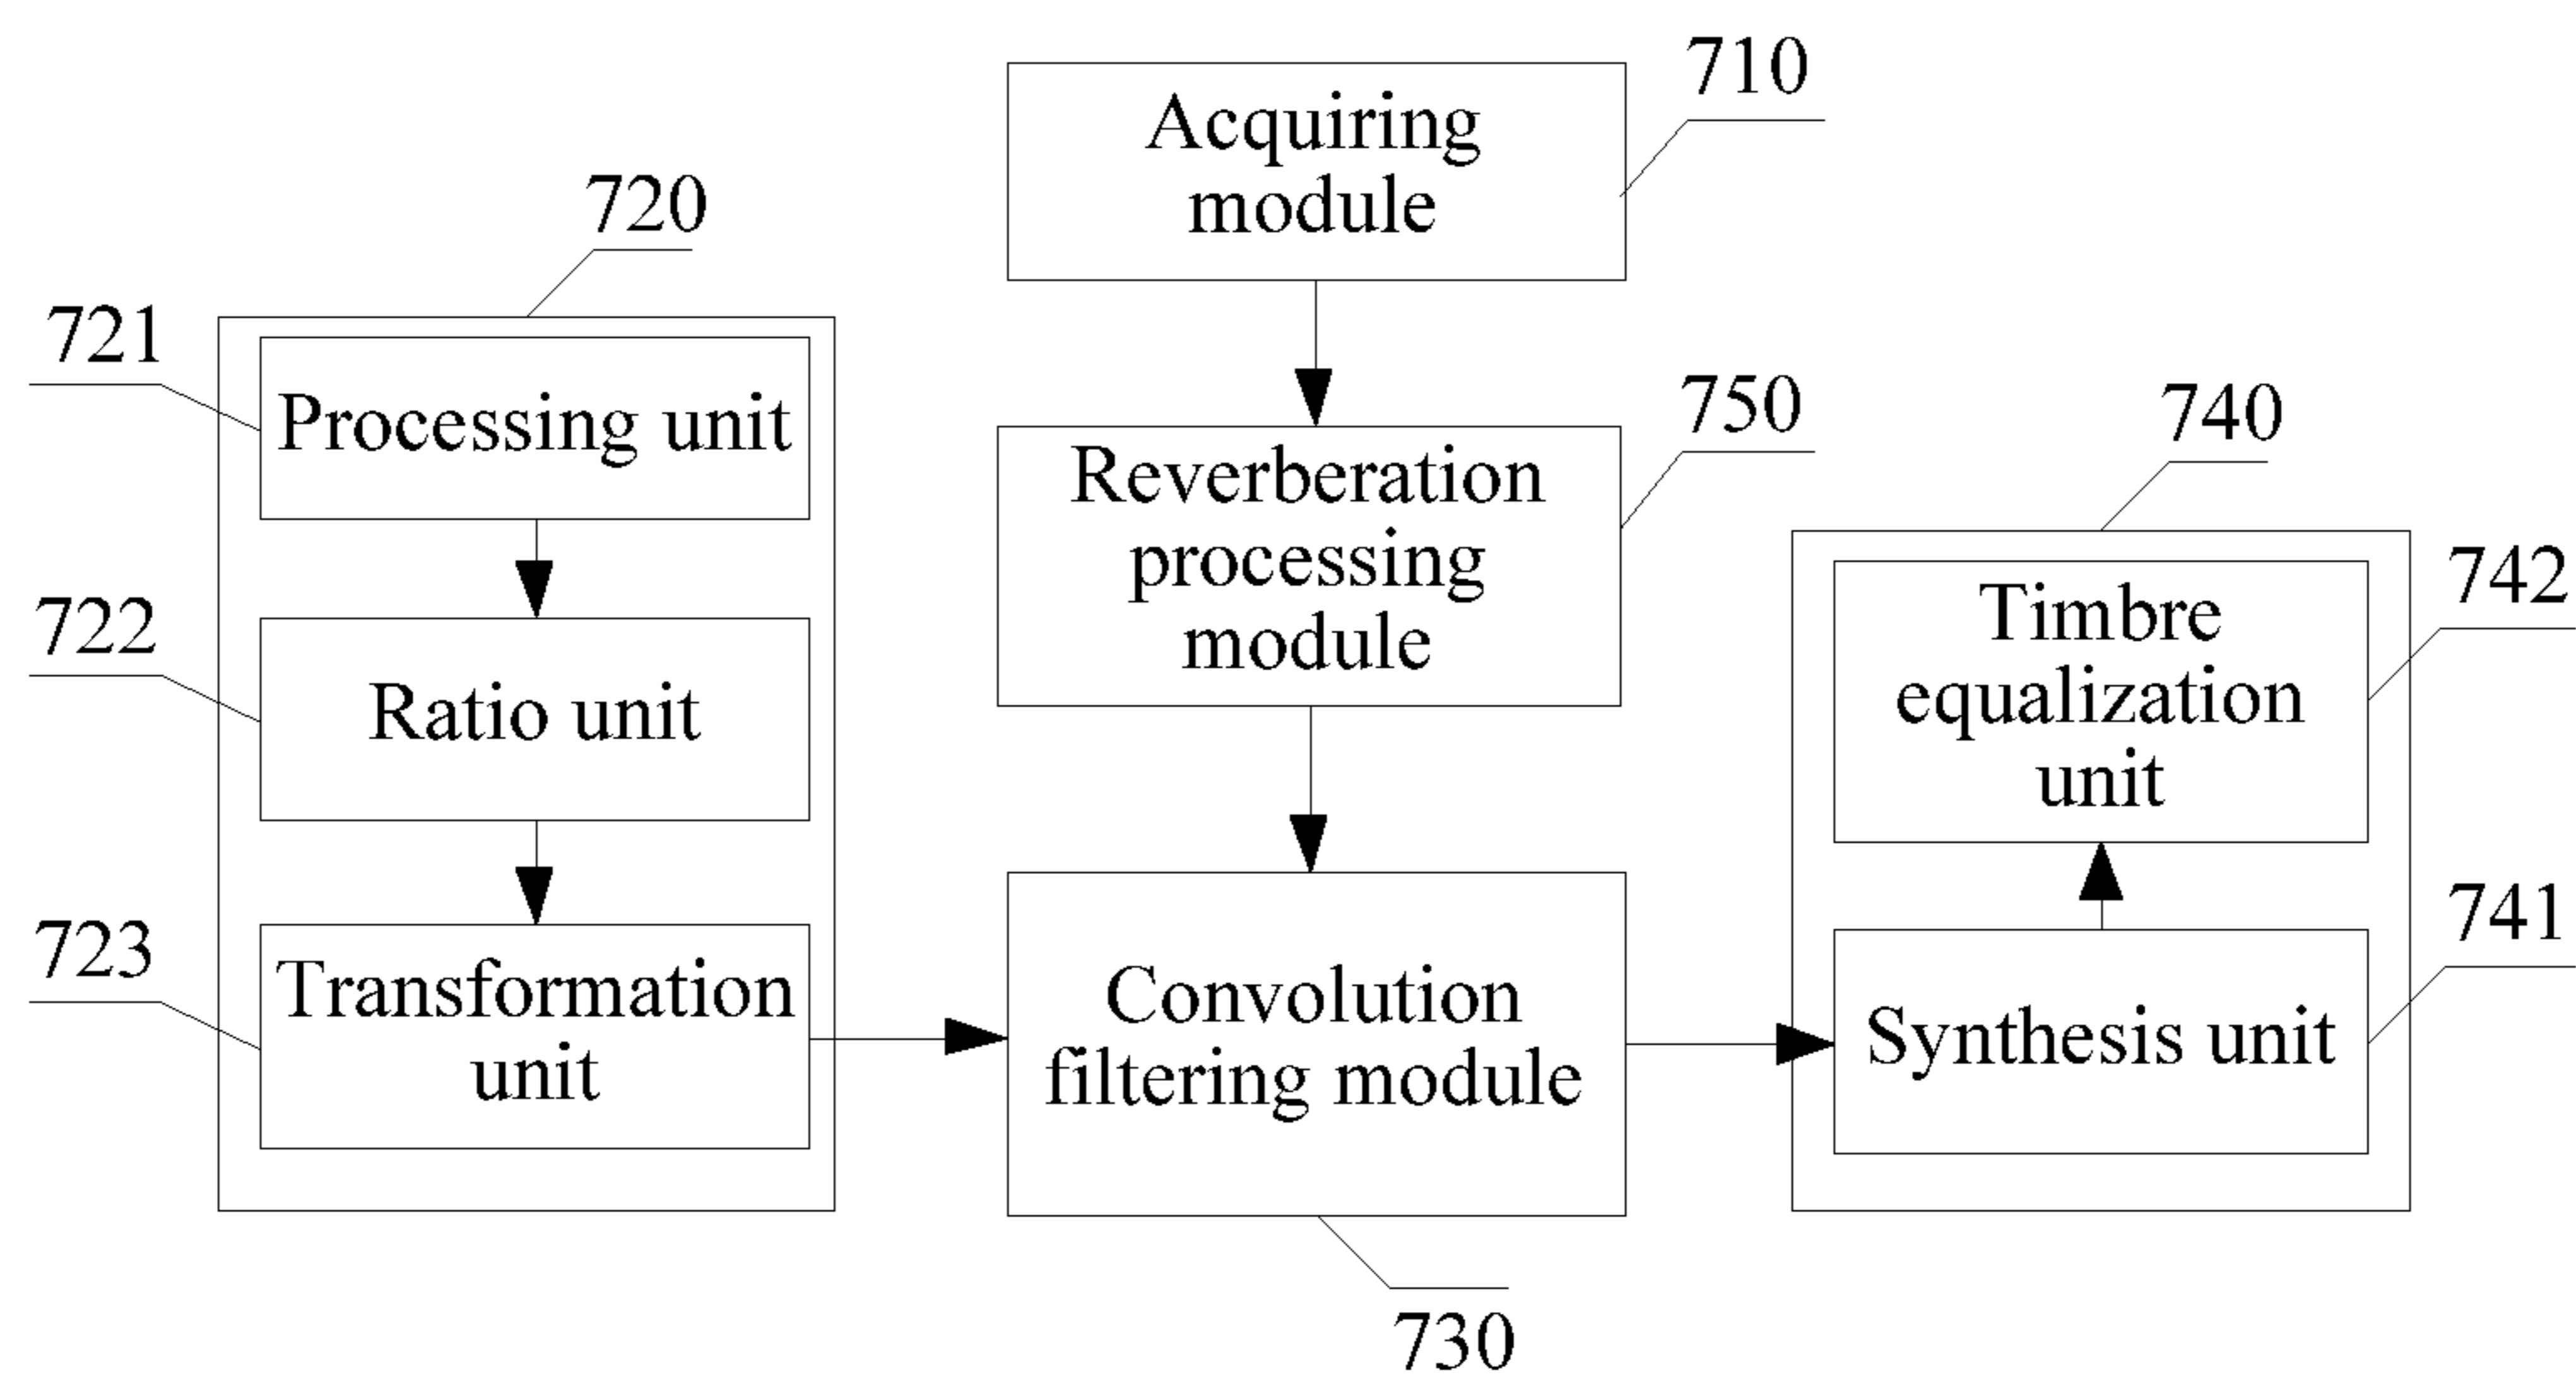 710
Acquiring
module
720
721
Processing unit
722
Ratio unit
723
Transformation
unit
750
Reverberation
processing
module
Convolution
filtering module
730
740
742
Timbre
equalization
unit
741
Synthesis unit